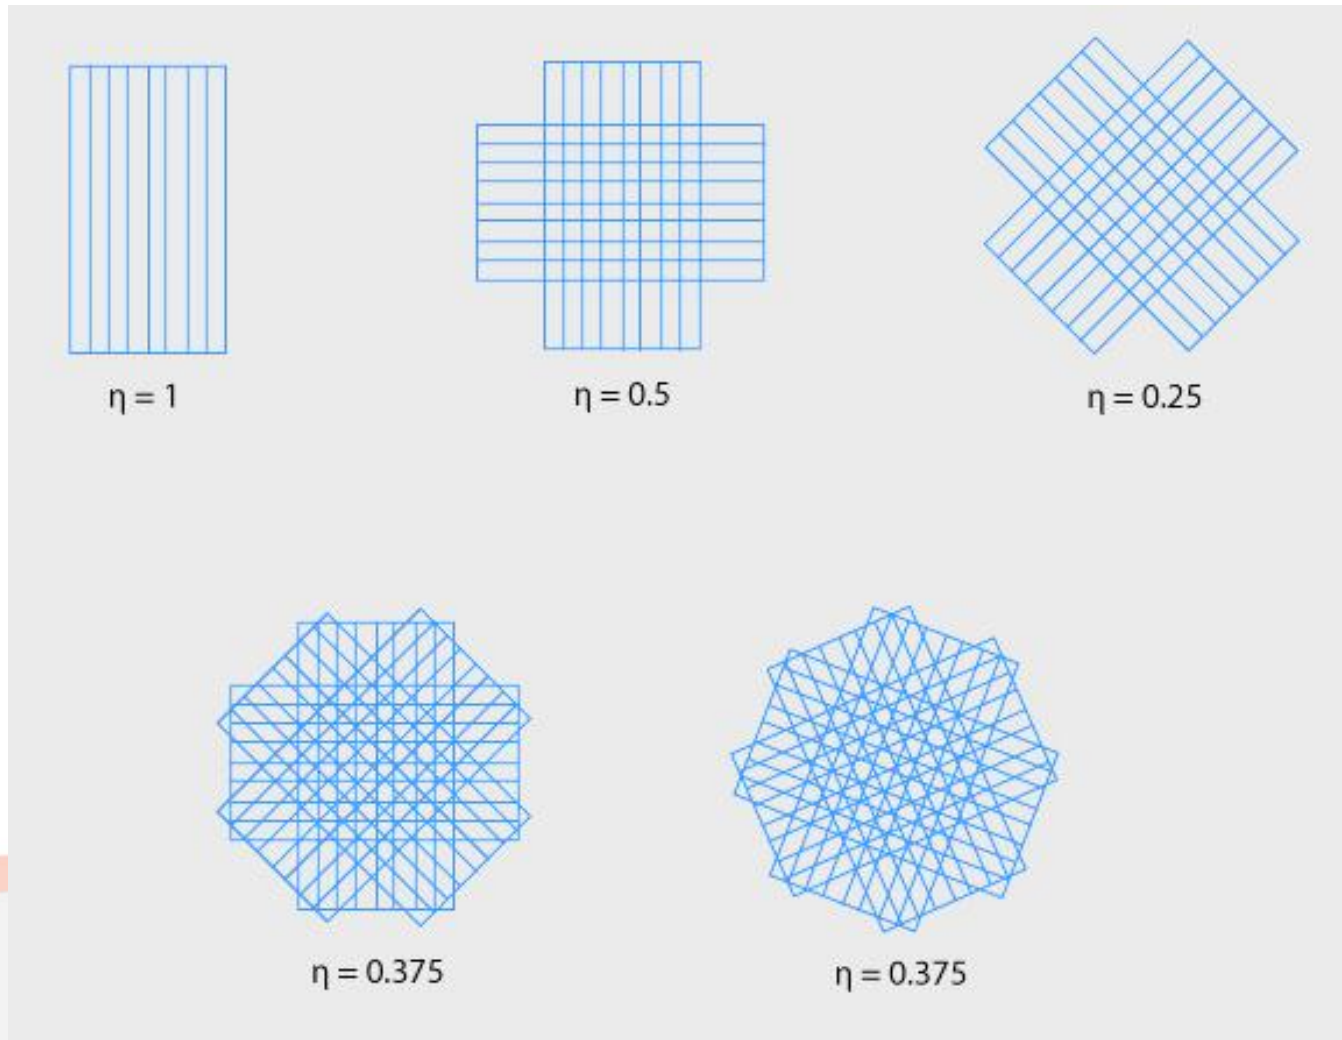 η = 1
η = 0.5
η = 0.25
η = 0.375
η = 0.375